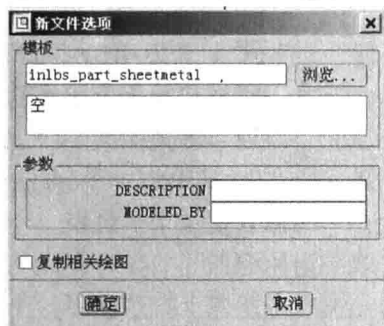 新文件选项
模板
inlbs_part_sheetmetal
浏览...
空
参数
DESCRIPTION
MODELED_BY
复制相关绘图
确定
取消